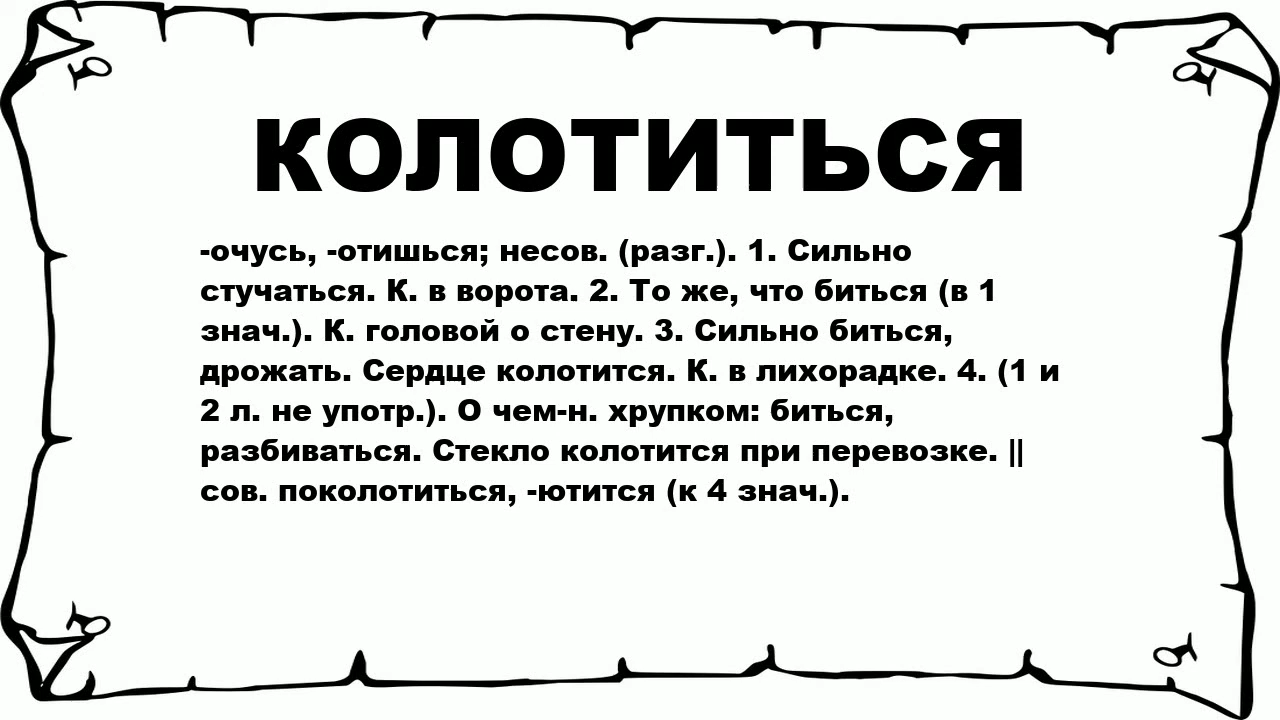 КОЛОТИТЬСЯ
-очусь, -отишься; несов. (разг.). 1. Сильно
стучаться. К. в ворота. 2. То же, что биться (в 1
знач.). К. головой о стену. 3. Сильно биться,
дрожать. Сердце колотится. К. в лихорадке. 4. (1 и
2 л. не употр.). О чем-н. хрупком: биться,
разбиваться. Стекло колотится при перевозке. ||
сов. поколотиться, -ютится (к 4 знач.).